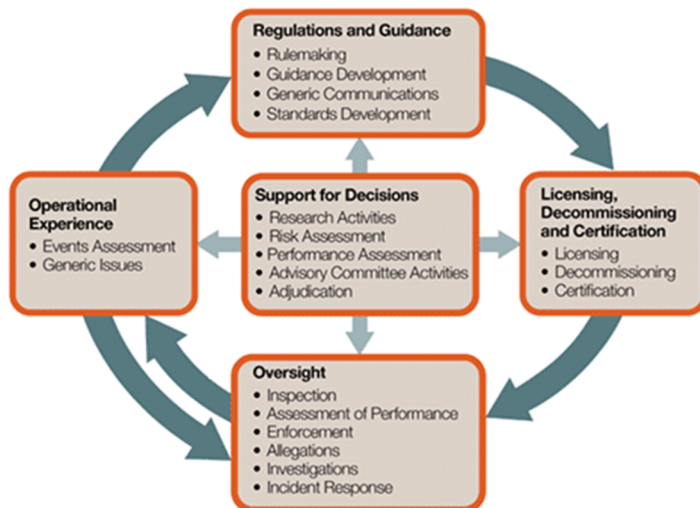 Regulations and Guidance
• Rulemaking
• Guidance Development
• Generic Communications
• Standards Development
Operational
Experience
• Events Assessment
• Generic Issues
Support for Decisions
• Research Activities
• Risk Assessment
• Performance Assessment
• Advisory Committee Activities
• Adjudication
Licensing,
Decommissioning
and Certification
• Licensing
• Decommissioning
• Certification
Oversight
• Inspection
• Assessment of Performance
• Enforcement
• Allegations
• Investigations
• Incident Response